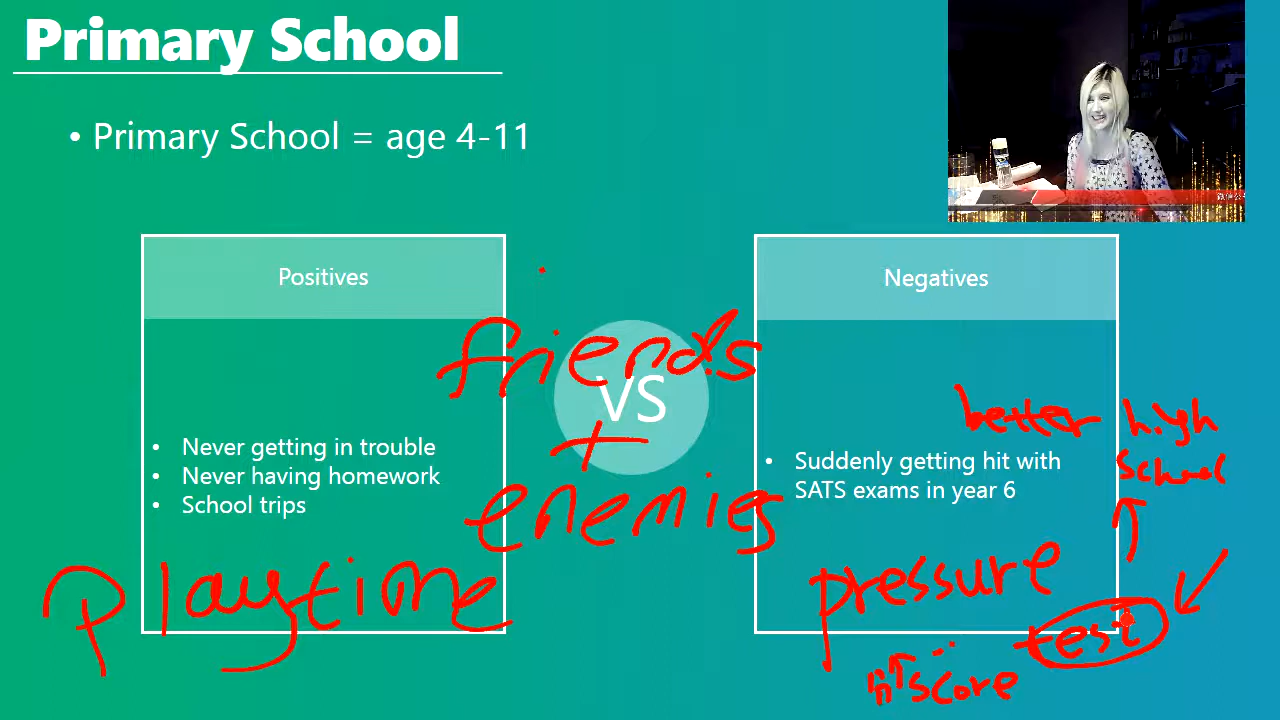 Primary School
• Primary School = age 4-11
Positives
• Never getting in trouble
• Never having homework
• School trips
Playtime
VS
friends
+
enemies
Negatives
• Suddenly getting hit with
SATS exams in year 6
better high
school
pressure
test
score